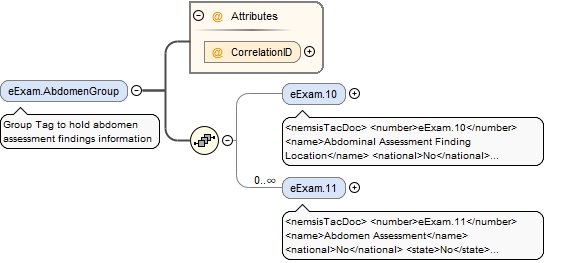 Attributes
@ CorrelationID
eExam.AbdomenGroup
Group Tag to hold abdomen
assessment findings information
eExam.10
<nemsisTacDoc> <number>eExam.10</number>
<name>Abdominal Assessment Finding
Location</name> <national>No</national>...
0..∞
eExam.11
<nemsisTacDoc> <number>eExam.11</number>
<name>Abdomen Assessment</name>
<national>No</national> <state>No</state>...